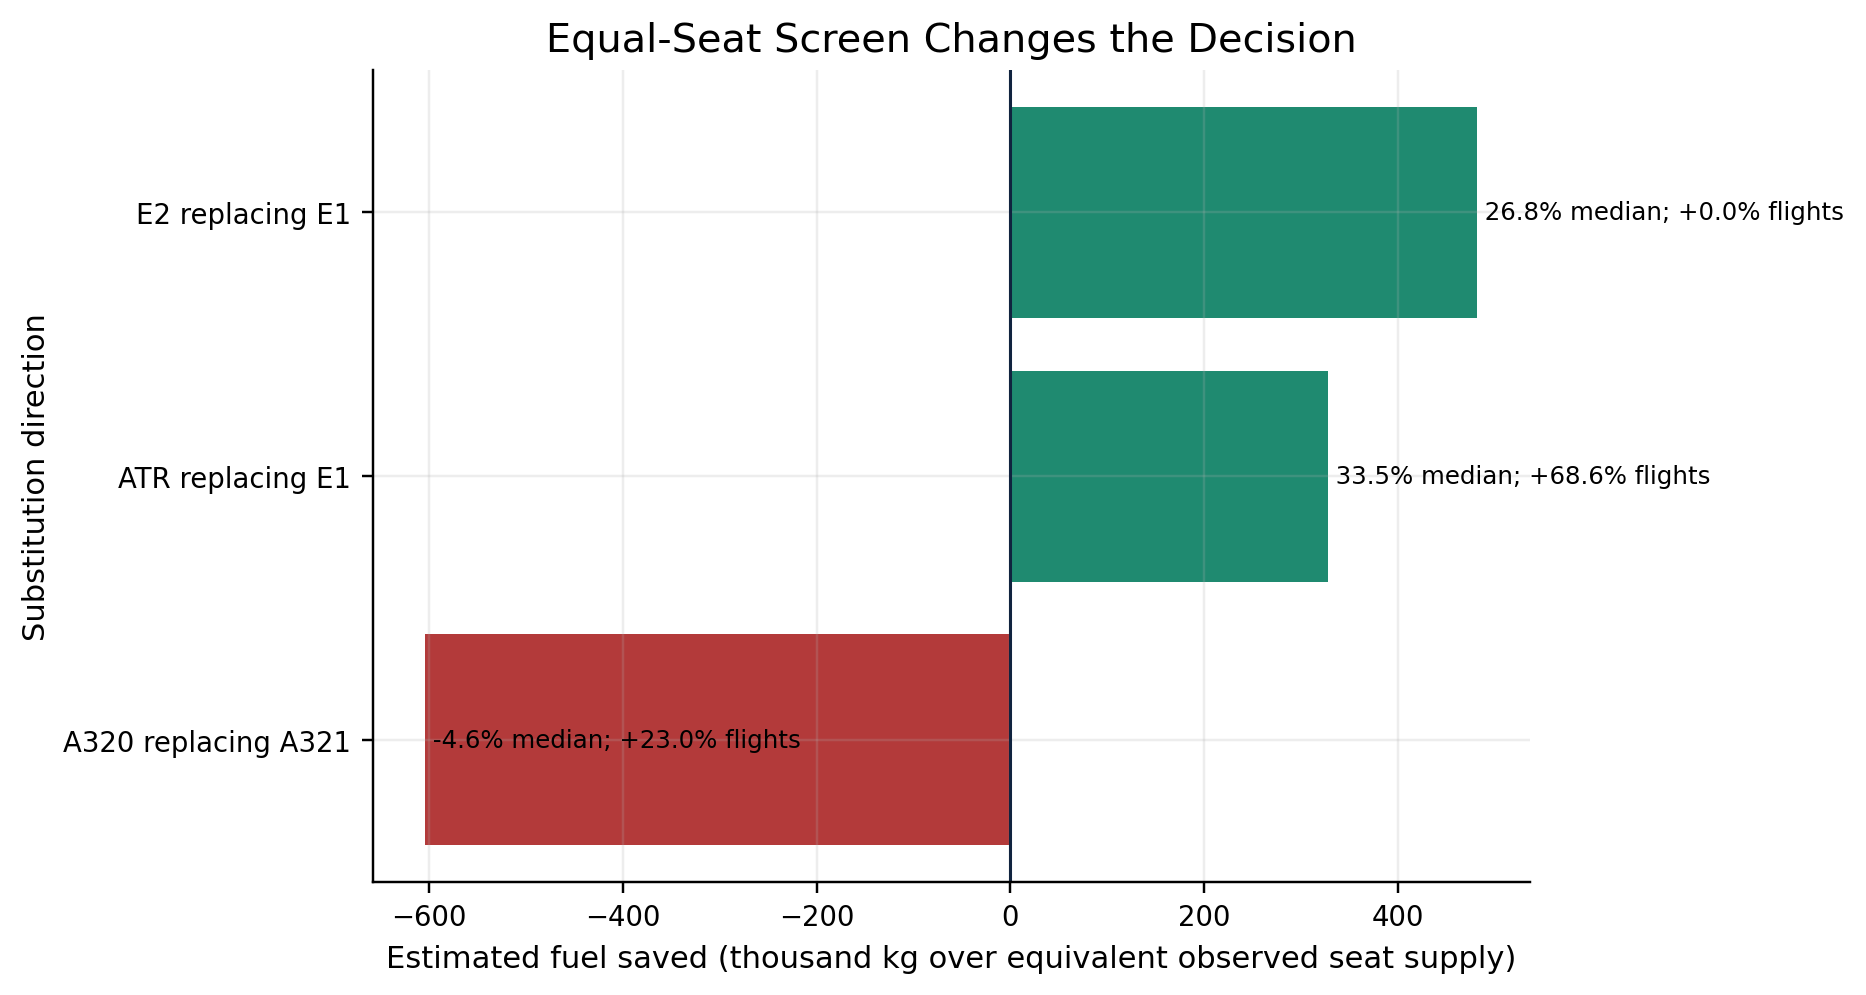 Equal-Seat Screen Changes the Decision
Substitution direction
E2 replacing E1
26.8% median; +0.0% flights
ATR replacing E1
33.5% median; +68.6% flights
A320 replacing A321
-4.6% median; +23.0% flights
−600 −400 −200 0 200 400
Estimated fuel saved (thousand kg over equivalent observed seat supply)